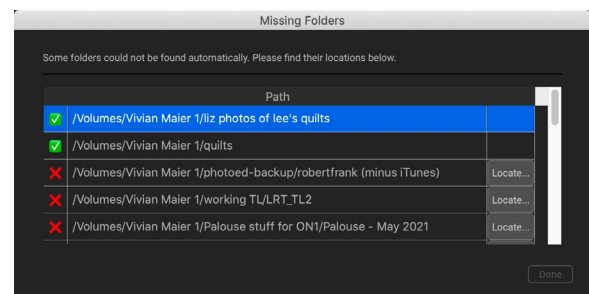 Missing Folders
Some folders could not be found automatically. Please find their locations below.
Path
/Volumes/Vivian Maier 1/liz photos of lee's quilts
/Volumes/Vivian Maier 1/quilts
/Volumes/Vivian Maier 1/photoed-backup/robertfrank (minus iTunes) Locate...
/Volumes/Vivian Maier 1/working TL/LRT_TL2 Locate...
/Volumes/Vivian Maier 1/Palouse stuff for ON1/Palouse - May 2021 Locate...
Done